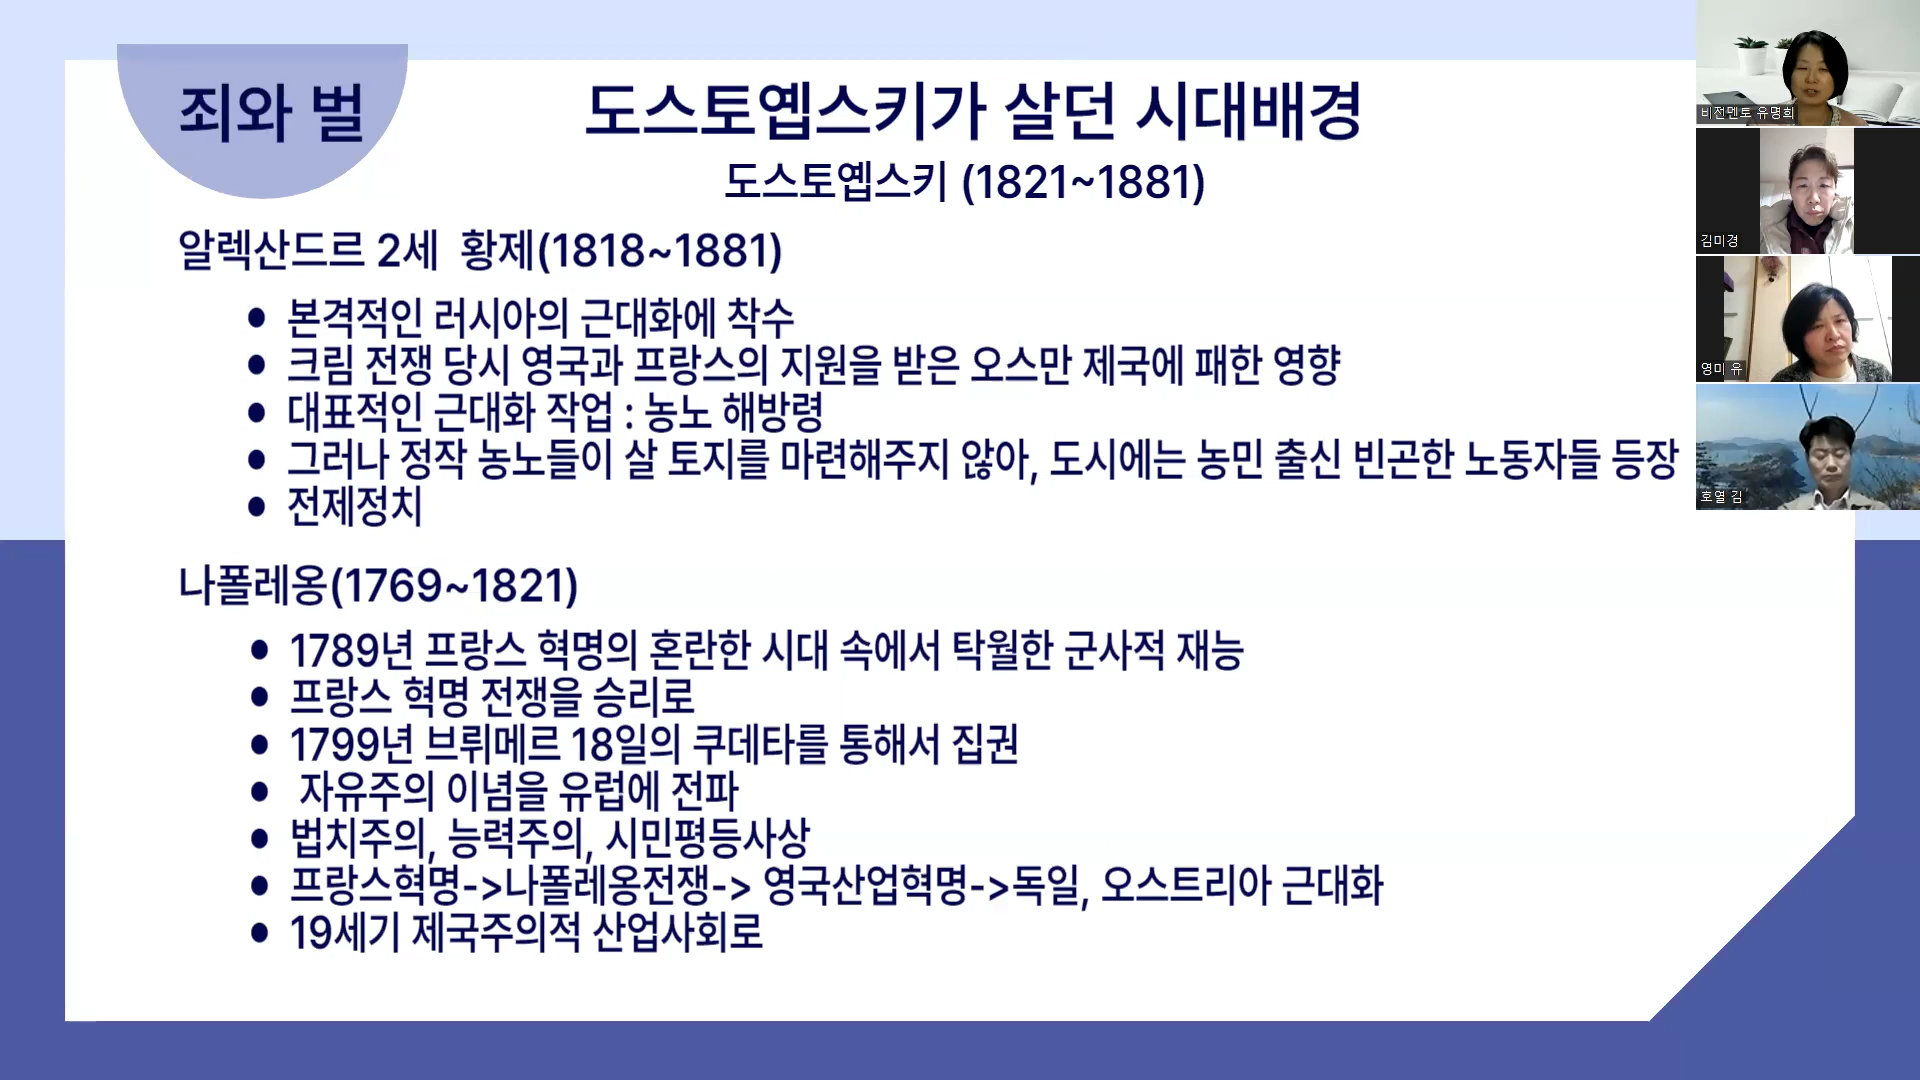 죄와 벌
도스토옙스키가 살던 시대배경
도스토옙스키 (1821~1881)
알렉산드르 2세 황제(1818~1881)
● 본격적인 러시아의 근대화에 착수
● 크림 전쟁 당시 영국과 프랑스의 지원을 받은 오스만 제국에 패한 영향
● 대표적인 근대화 작업 : 농노 해방령
● 그러나 정작 농노들이 살 토지를 마련해주지 않아, 도시에는 농민 출신 빈곤한 노동자들 등장
● 전제정치
나폴레옹(1769~1821)
● 1789년 프랑스 혁명의 혼란한 시대 속에서 탁월한 군사적 재능
● 프랑스 혁명 전쟁을 승리로
● 1799년 브뤼메르 18일의 쿠데타를 통해서 집권
● 자유주의 이념을 유럽에 전파
● 법치주의, 능력주의, 시민평등사상
● 프랑스혁명->나폴레옹전쟁-> 영국산업혁명->독일, 오스트리아 근대화
● 19세기 제국주의적 산업사회로
비전멘토 유명희
김미경
영미 유
호열 김